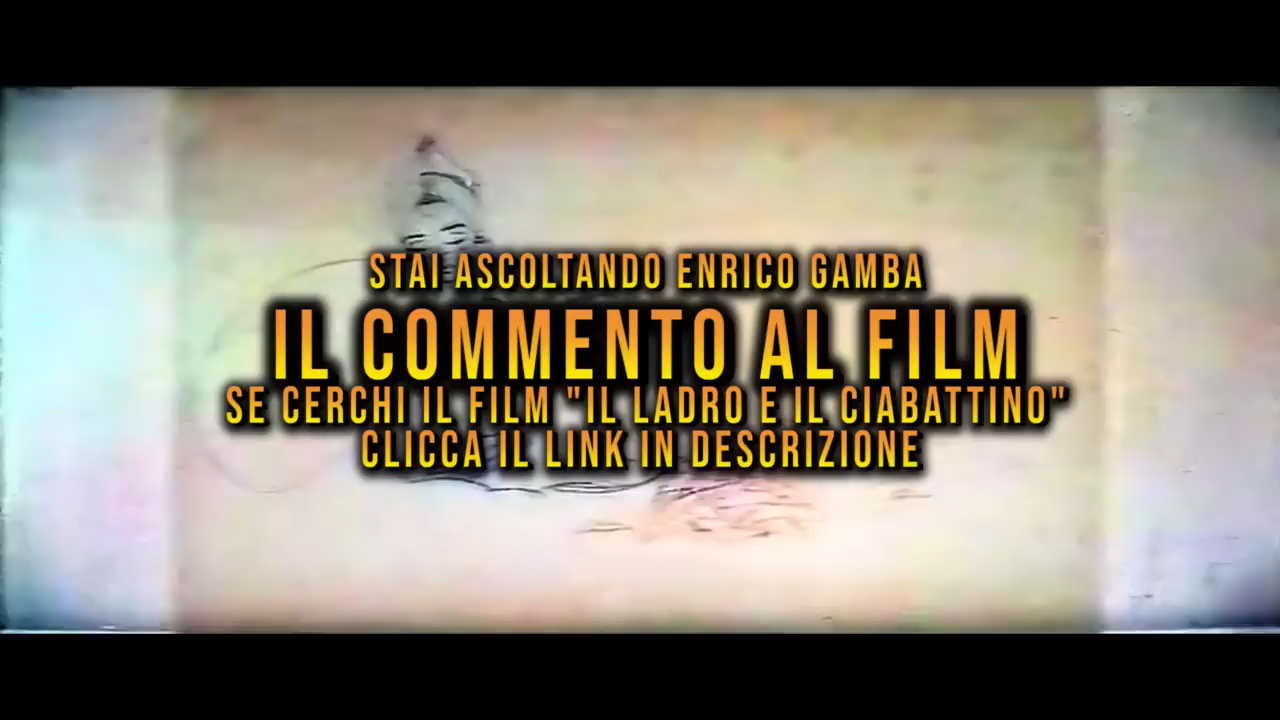 STAI ASCOLTANDO ENRICO GAMBA
IL COMMENTO AL FILM
SE CERCHI IL FILM "IL LADRO E IL CIABATTINO"
CLICCA IL LINK IN DESCRIZIONE